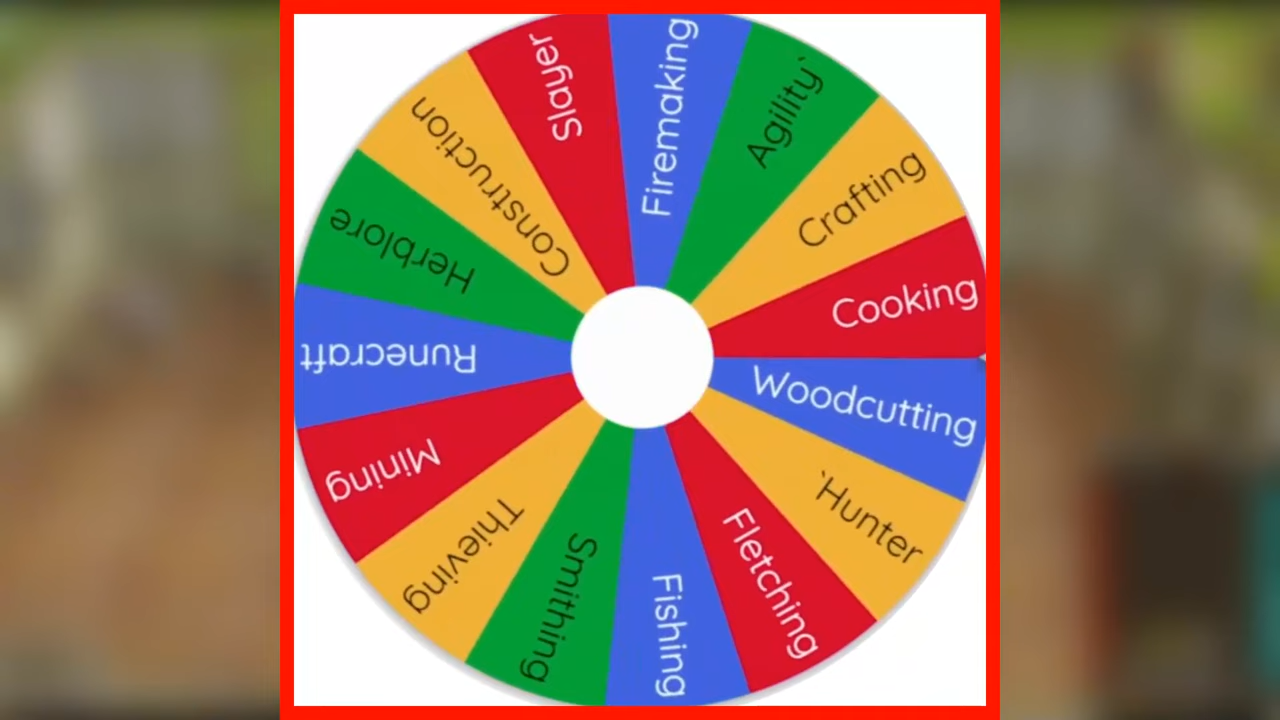 Firemaking
Agility`
Crafting
Cooking
Woodcutting
`Hunter
Fletching
Fishing
Smithing
Thieving
Mining
Runecraft
Herblore
Construction
Slayer